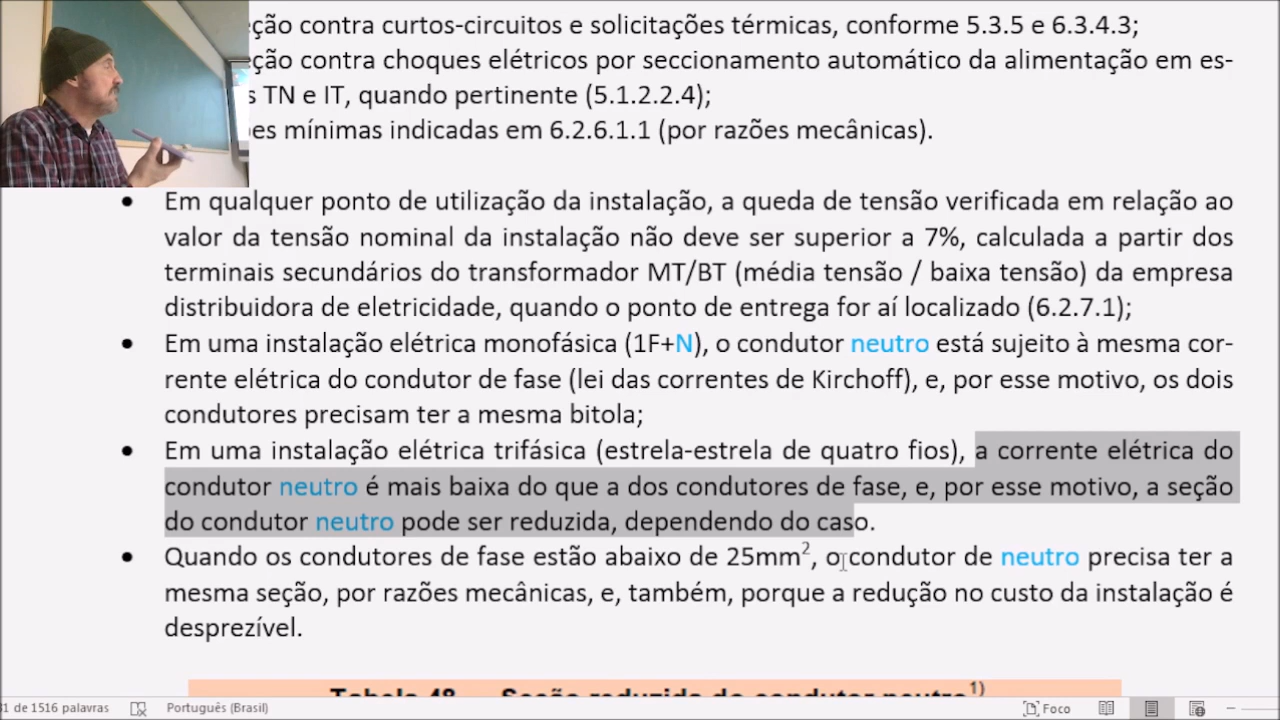 ção contra curtos-circuitos e solicitações térmicas, conforme 5.3.5 e 6.3.4.3;
ção contra choques elétricos por seccionamento automático da alimentação em es-
s TN e IT, quando pertinente (5.1.2.2.4);
es mínimas indicadas em 6.2.6.1.1 (por razões mecânicas).
• Em qualquer ponto de utilização da instalação, a queda de tensão verificada em relação ao
valor da tensão nominal da instalação não deve ser superior a 7%, calculada a partir dos
terminais secundários do transformador MT/BT (média tensão / baixa tensão) da empresa
distribuidora de eletricidade, quando o ponto de entrega for aí localizado (6.2.7.1);
• Em uma instalação elétrica monofásica (1F+N), o condutor neutro está sujeito à mesma cor-
rente elétrica do condutor de fase (lei das correntes de Kirchoff), e, por esse motivo, os dois
condutores precisam ter a mesma bitola;
• Em uma instalação elétrica trifásica (estrela-estrela de quatro fios), a corrente elétrica do
condutor neutro é mais baixa do que a dos condutores de fase, e, por esse motivo, a seção
do condutor neutro pode ser reduzida, dependendo do caso.
• Quando os condutores de fase estão abaixo de 25mm², o condutor de neutro precisa ter a
mesma seção, por razões mecânicas, e, também, porque a redução no custo da instalação é
desprezível.
Tabela 48 — Seção reduzida do condutor neutro¹⁾
1 de 1516 palavras Português (Brasil) Foco